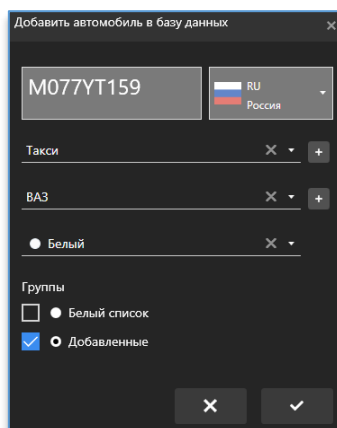 Добавить автомобиль в базу данных
M077YT159
RU
Россия
Такси
ВАЗ
Белый
Группы
Белый список
Добавленные